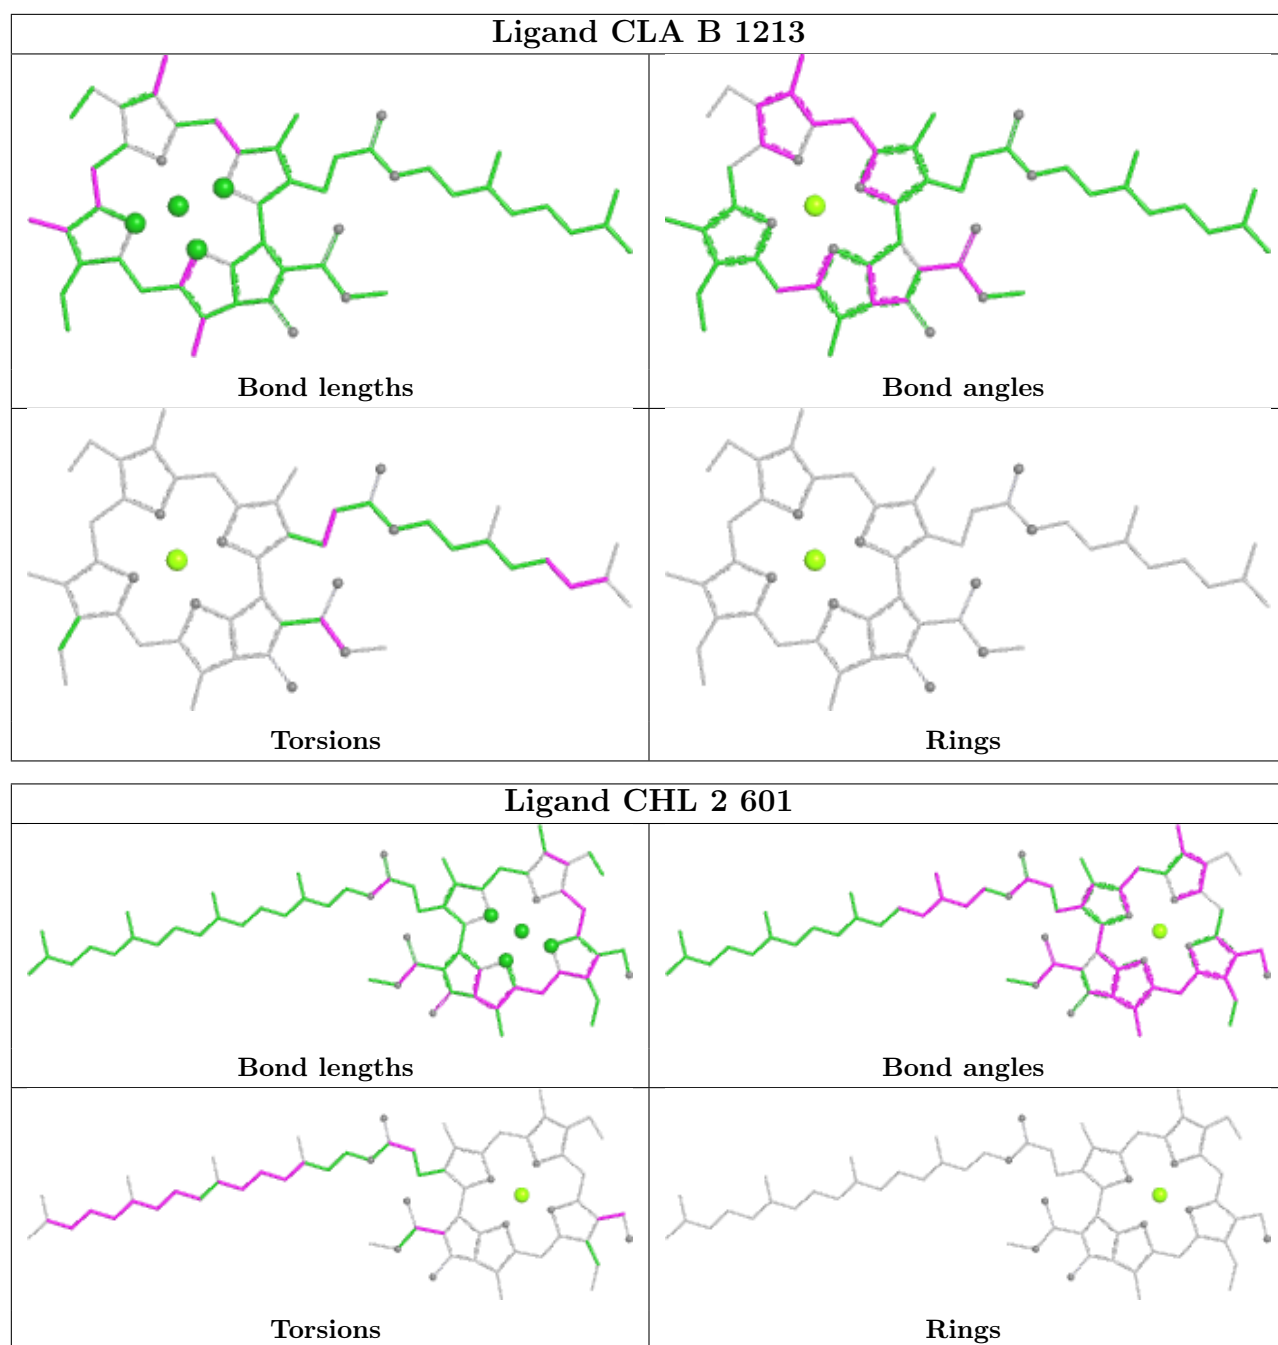 Ligand CLA B 1213
Bond lengths
Bond angles
Torsions
Rings
Ligand CHL 2 601
Bond lengths
Bond angles
Torsions
Rings